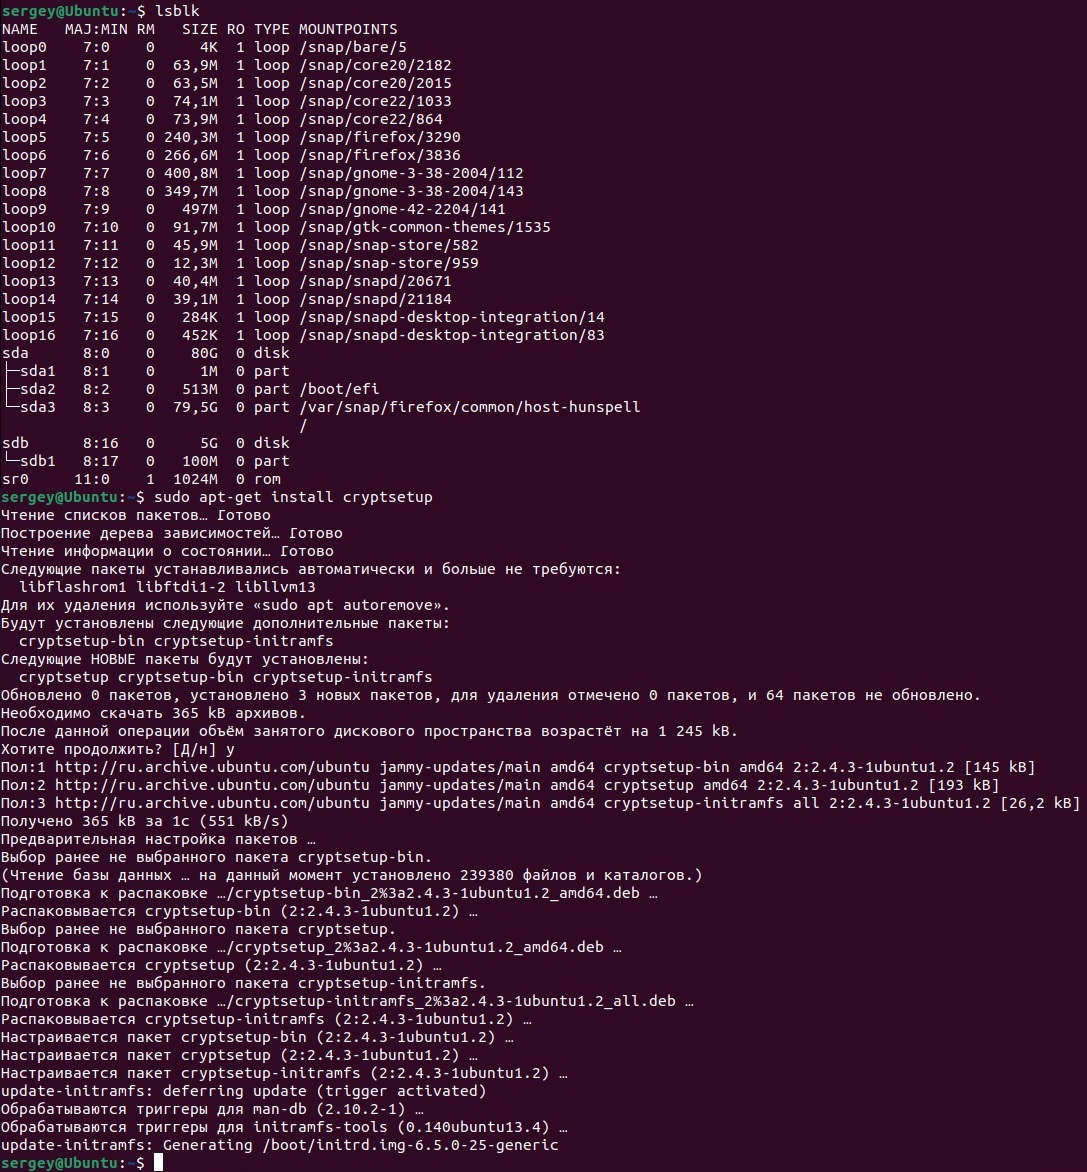 sergey@Ubuntu:~$ lsblk
NAME   MAJ:MIN RM   SIZE RO TYPE MOUNTPOINTS
loop0    7:0    0     4K  1 loop /snap/bare/5
loop1    7:1    0  63,9M  1 loop /snap/core20/2182
loop2    7:2    0  63,5M  1 loop /snap/core20/2015
loop3    7:3    0  74,1M  1 loop /snap/core22/1033
loop4    7:4    0  73,9M  1 loop /snap/core22/864
loop5    7:5    0 240,3M  1 loop /snap/firefox/3290
loop6    7:6    0 266,6M  1 loop /snap/firefox/3836
loop7    7:7    0 400,8M  1 loop /snap/gnome-3-38-2004/112
loop8    7:8    0 349,7M  1 loop /snap/gnome-3-38-2004/143
loop9    7:9    0   497M  1 loop /snap/gnome-42-2204/141
loop10   7:10   0  91,7M  1 loop /snap/gtk-common-themes/1535
loop11   7:11   0  45,9M  1 loop /snap/snap-store/582
loop12   7:12   0  12,3M  1 loop /snap/snap-store/959
loop13   7:13   0  40,4M  1 loop /snap/snapd/20671
loop14   7:14   0  39,1M  1 loop /snap/snapd/21184
loop15   7:15   0   284K  1 loop /snap/snapd-desktop-integration/14
loop16   7:16   0   452K  1 loop /snap/snapd-desktop-integration/83
sda      8:0    0    80G  0 disk
├─sda1   8:1    0     1M  0 part
├─sda2   8:2    0   513M  0 part /boot/efi
└─sda3   8:3    0  79,5G  0 part /var/snap/firefox/common/host-hunspell
                                 /
sdb      8:16   0     5G  0 disk
└─sdb1   8:17   0   100M  0 part
sr0     11:0    1  1024M  0 rom
sergey@Ubuntu:~$ sudo apt-get install cryptsetup
Чтение списков пакетов… Готово
Построение дерева зависимостей… Готово
Чтение информации о состоянии… Готово
Следующие пакеты устанавливались автоматически и больше не требуются:
  libflashrom1 libftdi1-2 libllvm13
Для их удаления используйте «sudo apt autoremove».
Будут установлены следующие дополнительные пакеты:
  cryptsetup-bin cryptsetup-initramfs
Следующие НОВЫЕ пакеты будут установлены:
  cryptsetup cryptsetup-bin cryptsetup-initramfs
Обновлено 0 пакетов, установлено 3 новых пакетов, для удаления отмечено 0 пакетов, и 64 пакетов не обновлено.
Необходимо скачать 365 kB архивов.
После данной операции объём занятого дискового пространства возрастёт на 1 245 kB.
Хотите продолжить? [Д/н] y
Пол:1 http://ru.archive.ubuntu.com/ubuntu jammy-updates/main amd64 cryptsetup-bin amd64 2:2.4.3-1ubuntu1.2 [145 kB]
Пол:2 http://ru.archive.ubuntu.com/ubuntu jammy-updates/main amd64 cryptsetup amd64 2:2.4.3-1ubuntu1.2 [193 kB]
Пол:3 http://ru.archive.ubuntu.com/ubuntu jammy-updates/main amd64 cryptsetup-initramfs all 2:2.4.3-1ubuntu1.2 [26,2 kB]
Получено 365 kB за 1с (551 kB/s)
Предварительная настройка пакетов …
Выбор ранее не выбранного пакета cryptsetup-bin.
(Чтение базы данных … на данный момент установлено 239380 файлов и каталогов.)
Подготовка к распаковке …/cryptsetup-bin_2%3a2.4.3-1ubuntu1.2_amd64.deb …
Распаковывается cryptsetup-bin (2:2.4.3-1ubuntu1.2) …
Выбор ранее не выбранного пакета cryptsetup.
Подготовка к распаковке …/cryptsetup_2%3a2.4.3-1ubuntu1.2_amd64.deb …
Распаковывается cryptsetup (2:2.4.3-1ubuntu1.2) …
Выбор ранее не выбранного пакета cryptsetup-initramfs.
Подготовка к распаковке …/cryptsetup-initramfs_2%3a2.4.3-1ubuntu1.2_all.deb …
Распаковывается cryptsetup-initramfs (2:2.4.3-1ubuntu1.2) …
Настраивается пакет cryptsetup-bin (2:2.4.3-1ubuntu1.2) …
Настраивается пакет cryptsetup (2:2.4.3-1ubuntu1.2) …
Настраивается пакет cryptsetup-initramfs (2:2.4.3-1ubuntu1.2) …
update-initramfs: deferring update (trigger activated)
Обрабатываются триггеры для man-db (2.10.2-1) …
Обрабатываются триггеры для initramfs-tools (0.140ubuntu13.4) …
update-initramfs: Generating /boot/initrd.img-6.5.0-25-generic
sergey@Ubuntu:~$